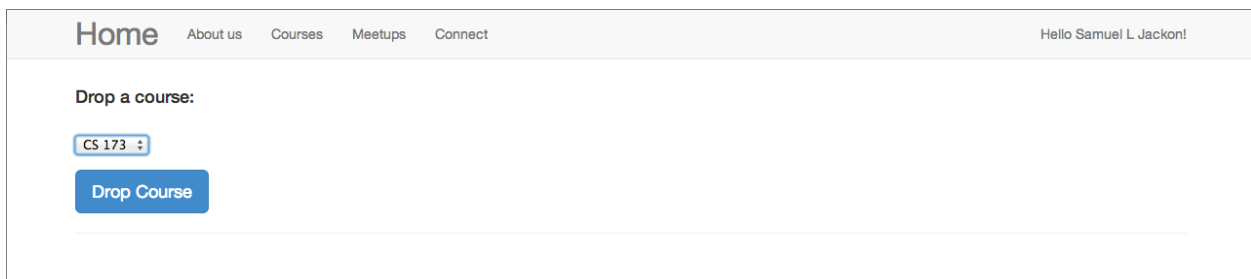 Home About us Courses Meetups Connect Hello Samuel L Jackon!
Drop a course:
CS 173
Drop Course